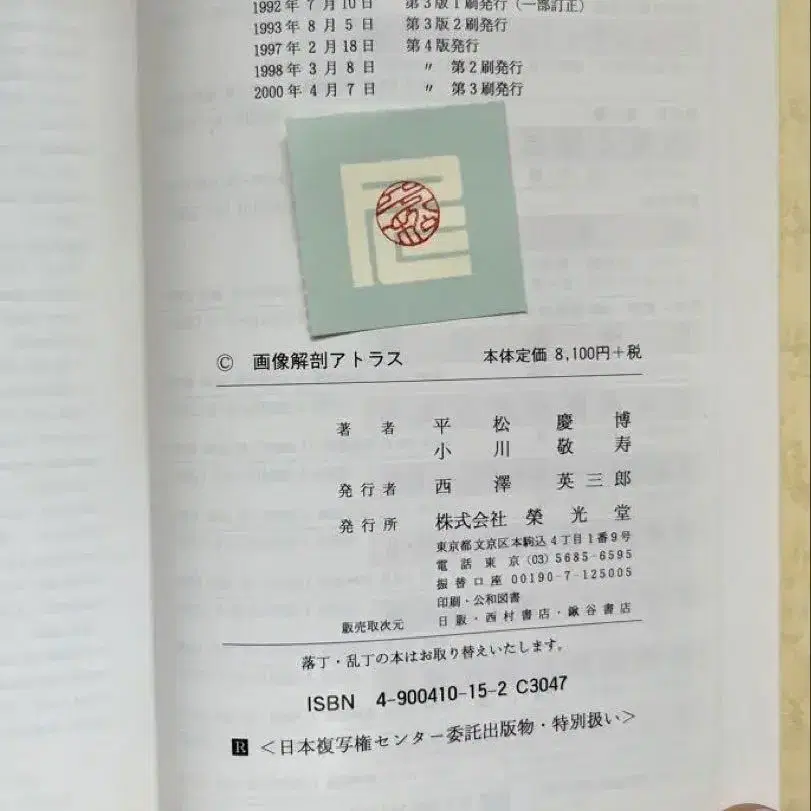 1992年7月10日 第3版1刷発行(一部訂正)
1993年8月5日 第3版2刷発行
1997年2月18日 第4版発行
1998年3月8日 〃 第2刷発行
2000年4月7日 〃 第3刷発行
© 画像解剖アトラス 本体定価 8,100円+税
著者 平松慶博
小川敬寿
発行者 西澤英三郎
発行所 株式会社 榮光堂
東京都文京区本駒込4丁目1番9号
電話 東京 (03) 5685-6595
振替口座 00190-7-125005
印刷・公和図書
販売取次元 日販・西村書店・鍬谷書店
落丁・乱丁の本はお取り替えいたします。
ISBN 4-900410-15-2 C3047
R <日本複写権センター委託出版物・特別扱い>